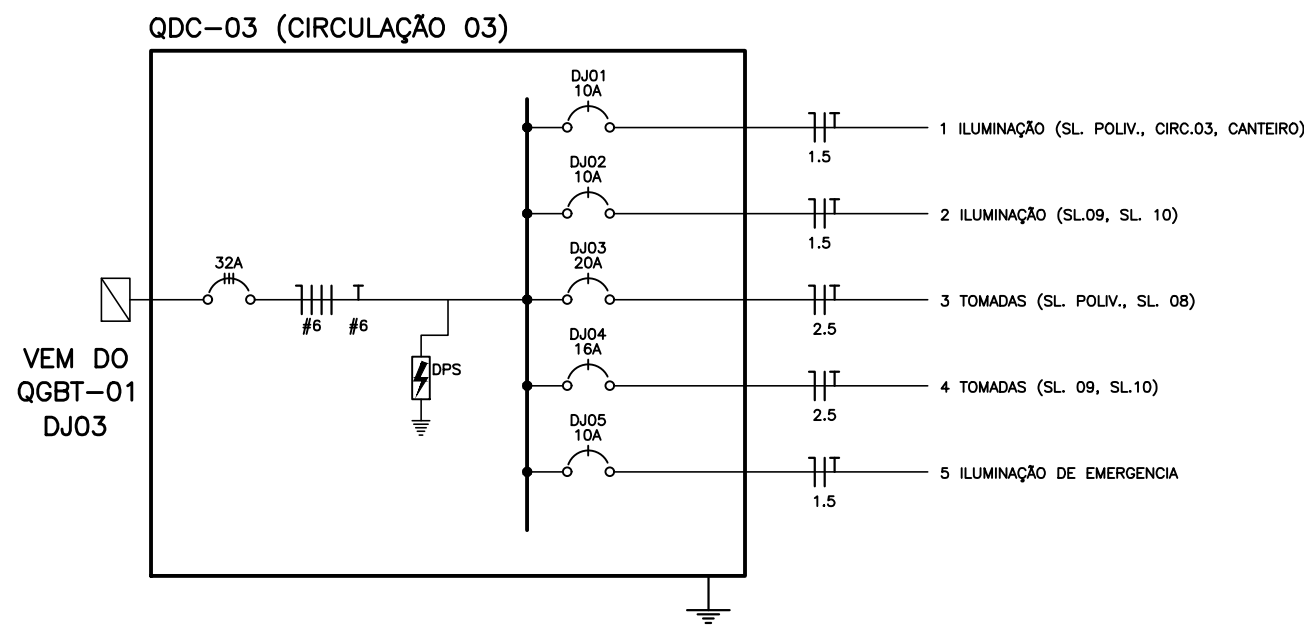 QDC-03 (CIRCULAÇÃO 03)
DJ01
10A
1 ILUMINAÇÃO (SL. POLIV., CIRC.03, CANTEIRO)
1.5
DJ02
10A
2 ILUMINAÇÃO (SL.09, SL. 10)
1.5
DJ03
20A
32A
3 TOMADAS (SL. POLIV., SL. 08)
#6 #6
2.5
VEM DO
QGBT-01
DJ03
DPS
DJ04
16A
4 TOMADAS (SL. 09, SL.10)
2.5
DJ05
10A
5 ILUMINAÇÃO DE EMERGENCIA
1.5